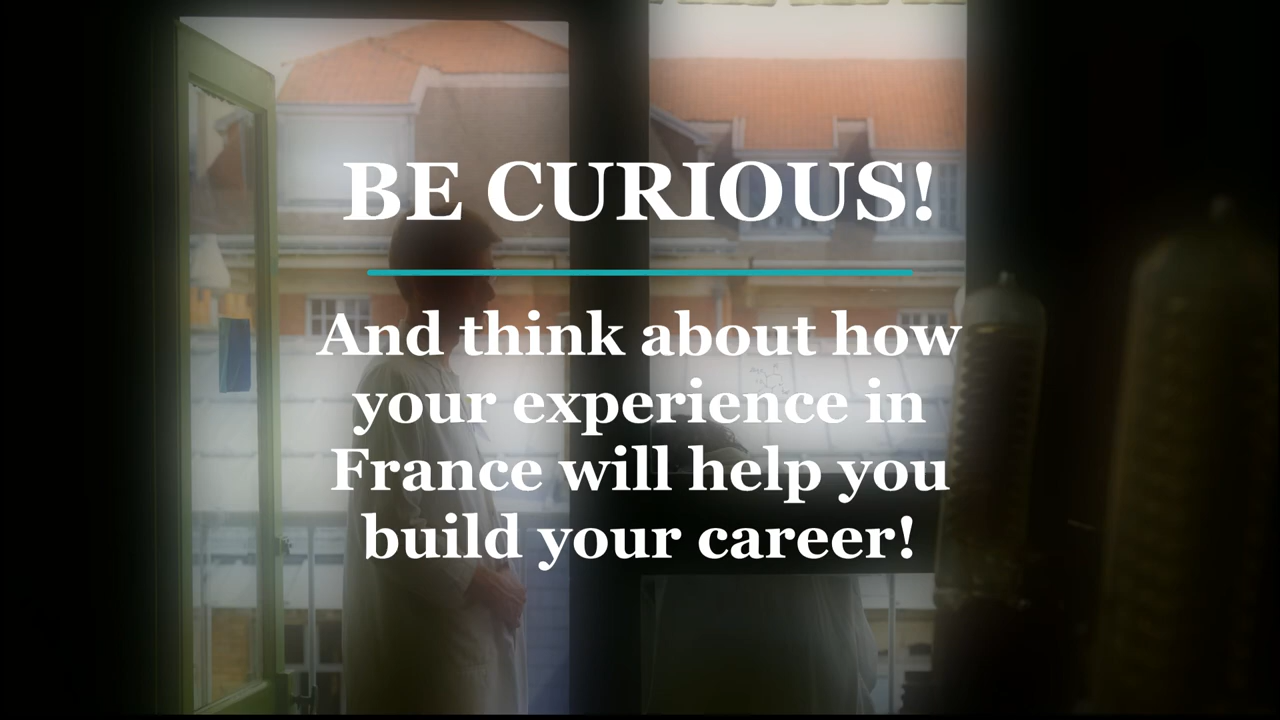 BE CURIOUS!
And think about how
your experience in
France will help you
build your career!